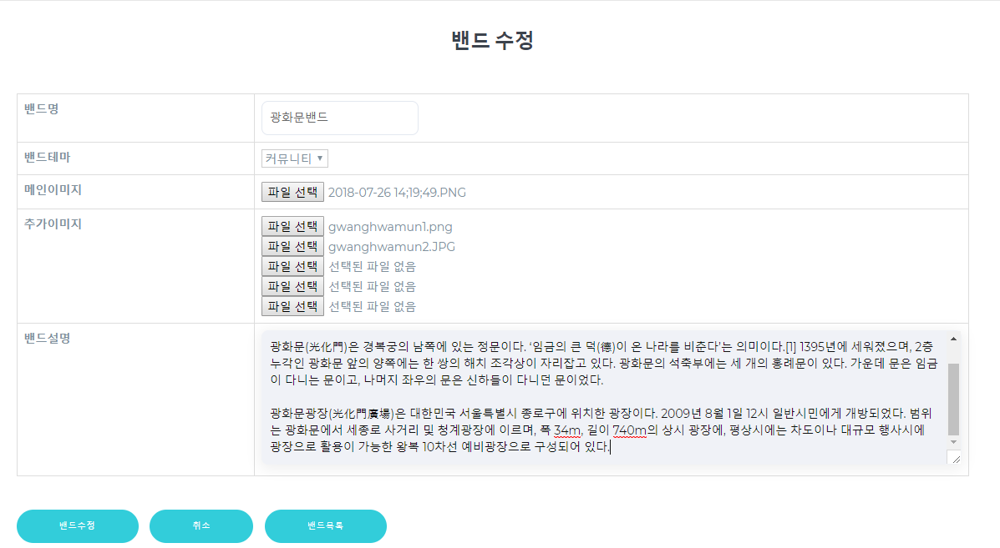 밴드 수정
밴드명
광화문밴드
밴드테마
커뮤니티
메인이미지
파일 선택 2018-07-26 14;19;49.PNG
추가이미지
파일 선택 gwanghwamun1.png
파일 선택 gwanghwamun2.JPG
파일 선택 선택된 파일 없음
파일 선택 선택된 파일 없음
파일 선택 선택된 파일 없음
밴드설명
광화문(光化門)은 경복궁의 남쪽에 있는 정문이다. ‘임금의 큰 덕(德)이 온 나라를 비춘다’는 의미이다.[1] 1395년에 세워졌으며, 2층
누각인 광화문 앞의 양쪽에는 한 쌍의 해치 조각상이 자리잡고 있다. 광화문의 석축부에는 세 개의 홍례문이 있다. 가운데 문은 임금
이 다니는 문이고, 나머지 좌우의 문은 신하들이 다니던 문이었다.
광화문광장(光化門廣場)은 대한민국 서울특별시 종로구에 위치한 광장이다. 2009년 8월 1일 12시 일반시민에게 개방되었다. 범위
는 광화문에서 세종로 사거리 및 청계광장에 이르며, 폭 34m, 길이 740m의 상시 광장에, 평상시에는 차도이나 대규모 행사시에
광장으로 활용이 가능한 왕복 10차선 예비광장으로 구성되어 있다.
밴드수정
취소
밴드목록